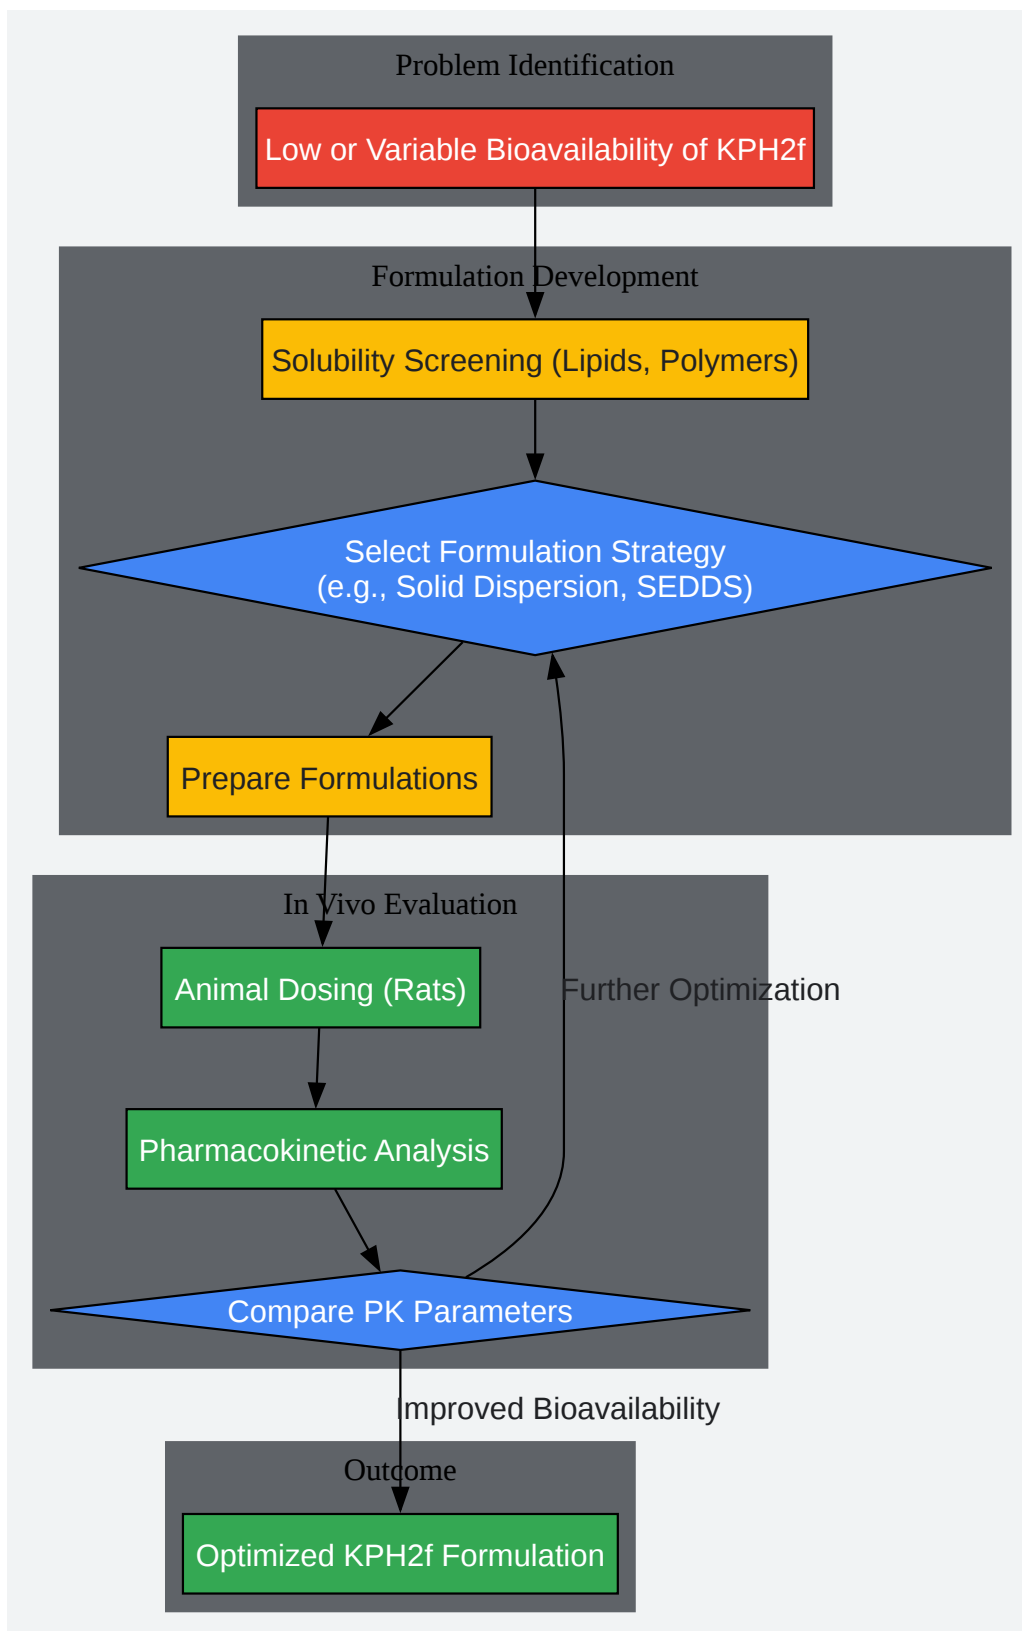 Problem Identification
Low or Variable Bioavailability of KPH2f
Formulation Development
Solubility Screening (Lipids, Polymers)
Select Formulation Strategy
(e.g., Solid Dispersion, SEDDS)
Prepare Formulations
In Vivo Evaluation
Animal Dosing (Rats)
Further Optimization
Pharmacokinetic Analysis
Compare PK Parameters
Improved Bioavailability
Outcome
Optimized KPH2f Formulation